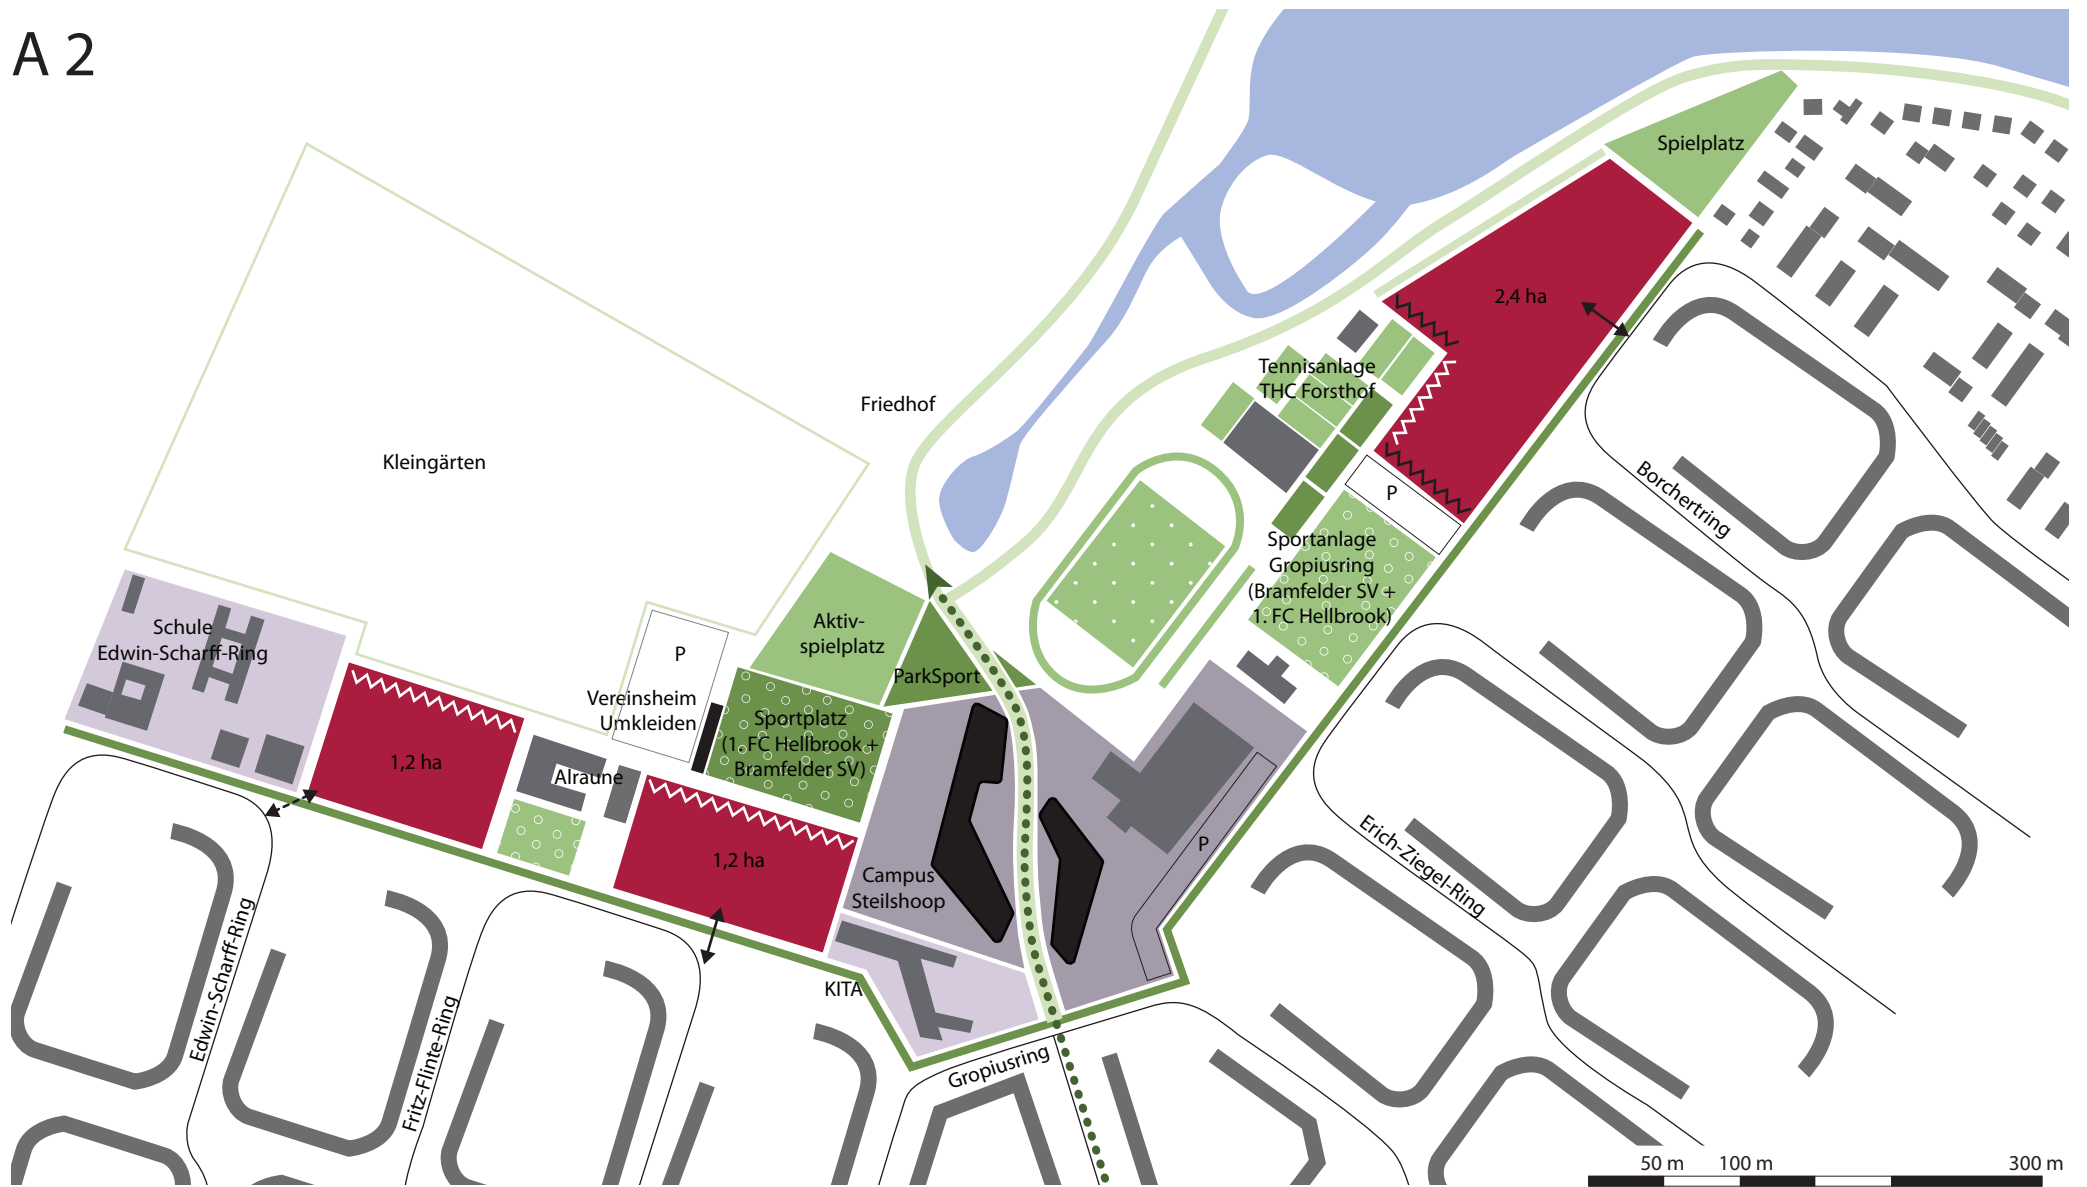 A 2
Spielplatz
2,4 ha
Tennisanlage
THC Forsthof
Friedhof
Kleingärten
P
Borchertring
Sportanlage
Gropiusring
(Bramfelder SV +
1. FC Hellbrook)
Schule
Edwin-Scharff-Ring
Aktiv-
spielplatz
P
ParkSport
Vereinsheim
Umkleiden
Sportplatz
(1. FC Hellbrook +
Bramfelder SV)
1,2 ha
Alraune
1,2 ha
P
Campus
Steilshoop
Erich-Ziegel-Ring
KITA
Edwin-Scharff-Ring
Fritz-Flinte-Ring
Gropiusring
50 m 100 m 300 m